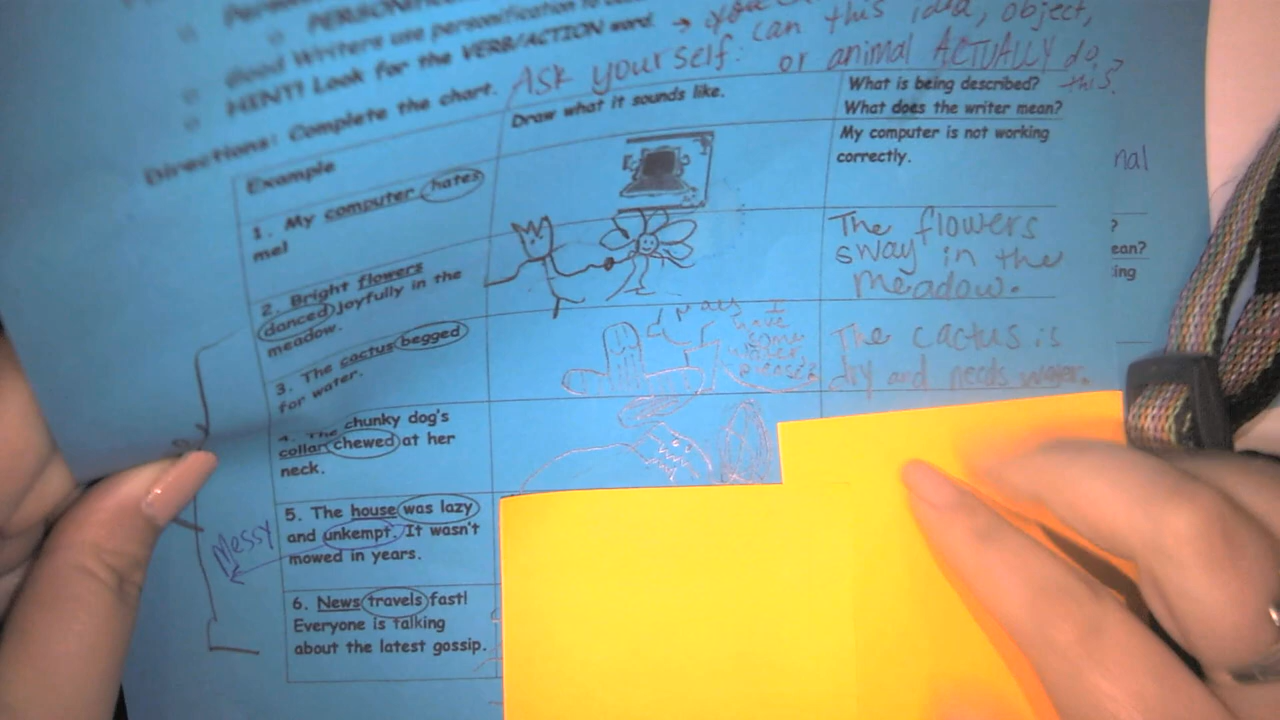 PERSONIFIC
Good Writers use personification to
HINT! Look for the VERB/ACTION word. →
Ask yourself: can this idea, object,
or animal ACTUALLY do
this?
Directions: Complete the chart.
Example
Draw what it sounds like.
What is being described?
What does the writer mean?
1. My computer hates
me!
My computer is not working
correctly.
2. Bright flowers
danced joyfully in the
meadow.
The flowers
sway in the
meadow.
3. The cactus begged
for water.
May I
have
some
water
please?
The cactus is
dry and needs water.
4. The chunky dog's
collar chewed at her
neck.
5. The house was lazy
and unkempt. It wasn't
mowed in years.
Messy
6. News travels fast!
Everyone is talking
about the latest gossip.
nal
?
ean?
ing